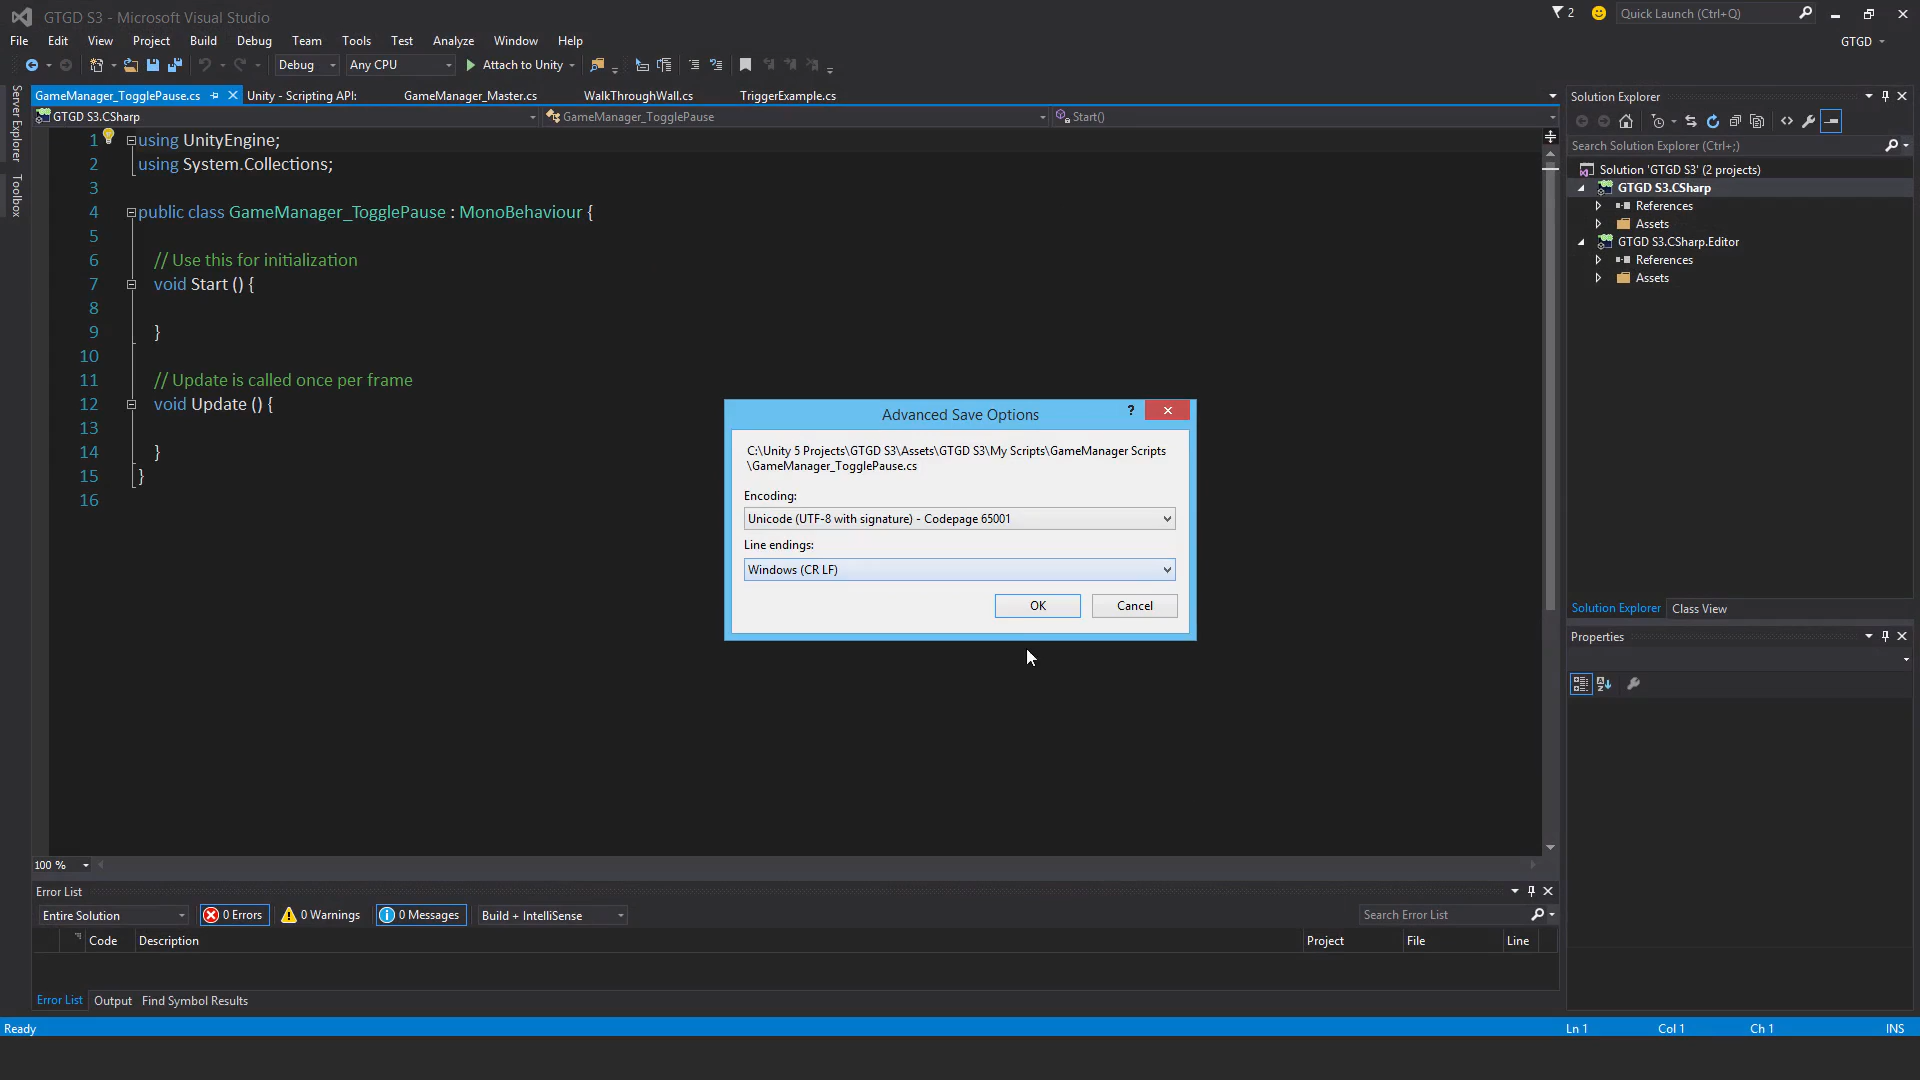 GTGD S3 - Microsoft Visual Studio
2
Quick Launch (Ctrl+Q)
File Edit View Project Build Debug Team Tools Test Analyze Window Help
GTGD
Debug Any CPU Attach to Unity
GameManager_TogglePause.cs Unity - Scripting API: GameManager_Master.cs WalkThroughWall.cs TriggerExample.cs
GTGD S3.CSharp GameManager_TogglePause Start()
Server Explorer
Toolbox
1 using UnityEngine;
2 using System.Collections;
3
4 public class GameManager_TogglePause : MonoBehaviour {
5
6 // Use this for initialization
7 void Start () {
8
9 }
10
11 // Update is called once per frame
12 void Update () {
13
14 }
15 }
16
Advanced Save Options
?
C:\Unity 5 Projects\GTGD S3\Assets\GTGD S3\My Scripts\GameManager Scripts
\GameManager_TogglePause.cs
Encoding:
Unicode (UTF-8 with signature) - Codepage 65001
Line endings:
Windows (CR LF)
OK Cancel
Solution Explorer
Search Solution Explorer (Ctrl+;)
Solution 'GTGD S3' (2 projects)
GTGD S3.CSharp
References
Assets
GTGD S3.CSharp.Editor
References
Assets
Solution Explorer Class View
Properties
100 %
Error List
Entire Solution 0 Errors 0 Warnings 0 Messages Build + IntelliSense Search Error List
Code Description Project File Line
Error List Output Find Symbol Results
Ready Ln 1 Col 1 Ch 1 INS